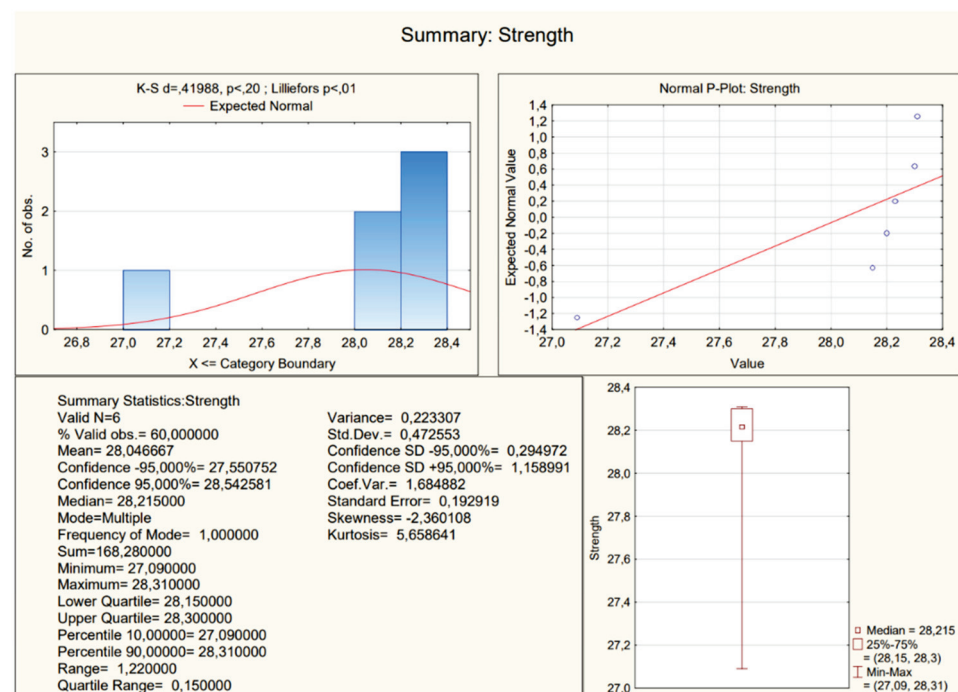 Summary: Strength
K-S d=,41988, p<,20 ; Lilliefors p<,01
Expected Normal
No. of obs.
3
2
1
0
26,8 27,0 27,2 27,4 27,6 27,8 28,0 28,2 28,4
X <= Category Boundary
Normal P-Plot: Strength
Expected Normal Value
1,4
1,2
1,0
0,8
0,6
0,4
0,2
0,0
-0,2
-0,4
-0,6
-0,8
-1,0
-1,2
-1,4
27,0 27,2 27,4 27,6 27,8 28,0 28,2 28,4
Value
Summary Statistics:Strength
Valid N=6
% Valid obs.= 60,000000
Mean= 28,046667
Confidence -95,000%= 27,550752
Confidence 95,000%= 28,542581
Median= 28,215000
Mode=Multiple
Frequency of Mode= 1,000000
Sum=168,280000
Minimum= 27,090000
Maximum= 28,310000
Lower Quartile= 28,150000
Upper Quartile= 28,300000
Percentile 10,00000= 27,090000
Percentile 90,00000= 28,310000
Range= 1,220000
Quartile Range= 0,150000
Variance= 0,223307
Std.Dev.= 0,472553
Confidence SD -95,000%= 0,294972
Confidence SD +95,000%= 1,158991
Coef.Var.= 1,684882
Standard Error= 0,192919
Skewness= -2,360108
Kurtosis= 5,658641
Strength
28,4
28,2
28,0
27,8
27,6
27,4
27,2
27,0
Median = 28,215
25%-75%
= (28,15, 28,3)
Min-Max
= (27,09, 28,31)